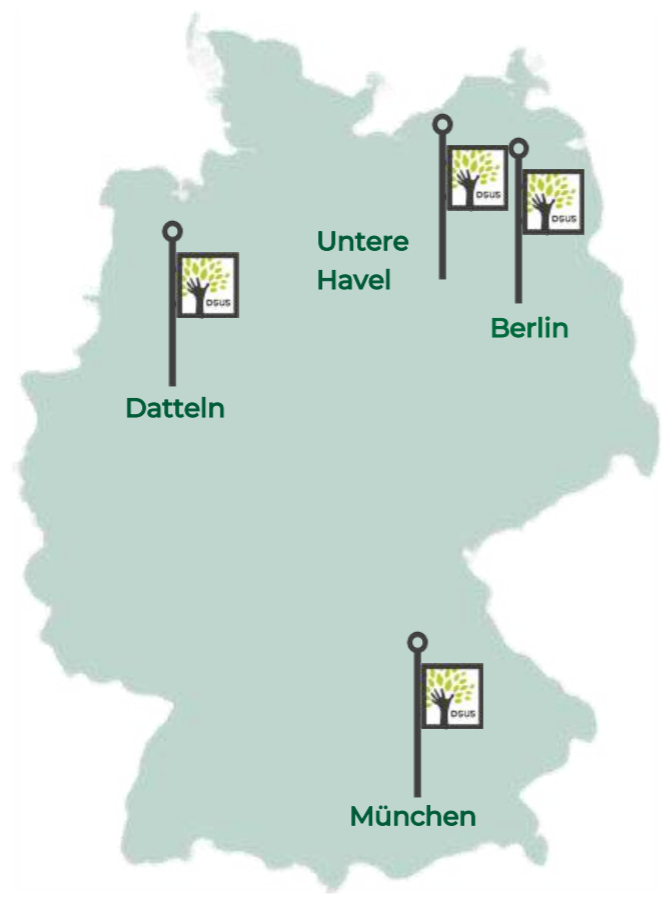 DSUS
DSUS
Untere
Havel
DSUS
Berlin
Datteln
DSUS
München